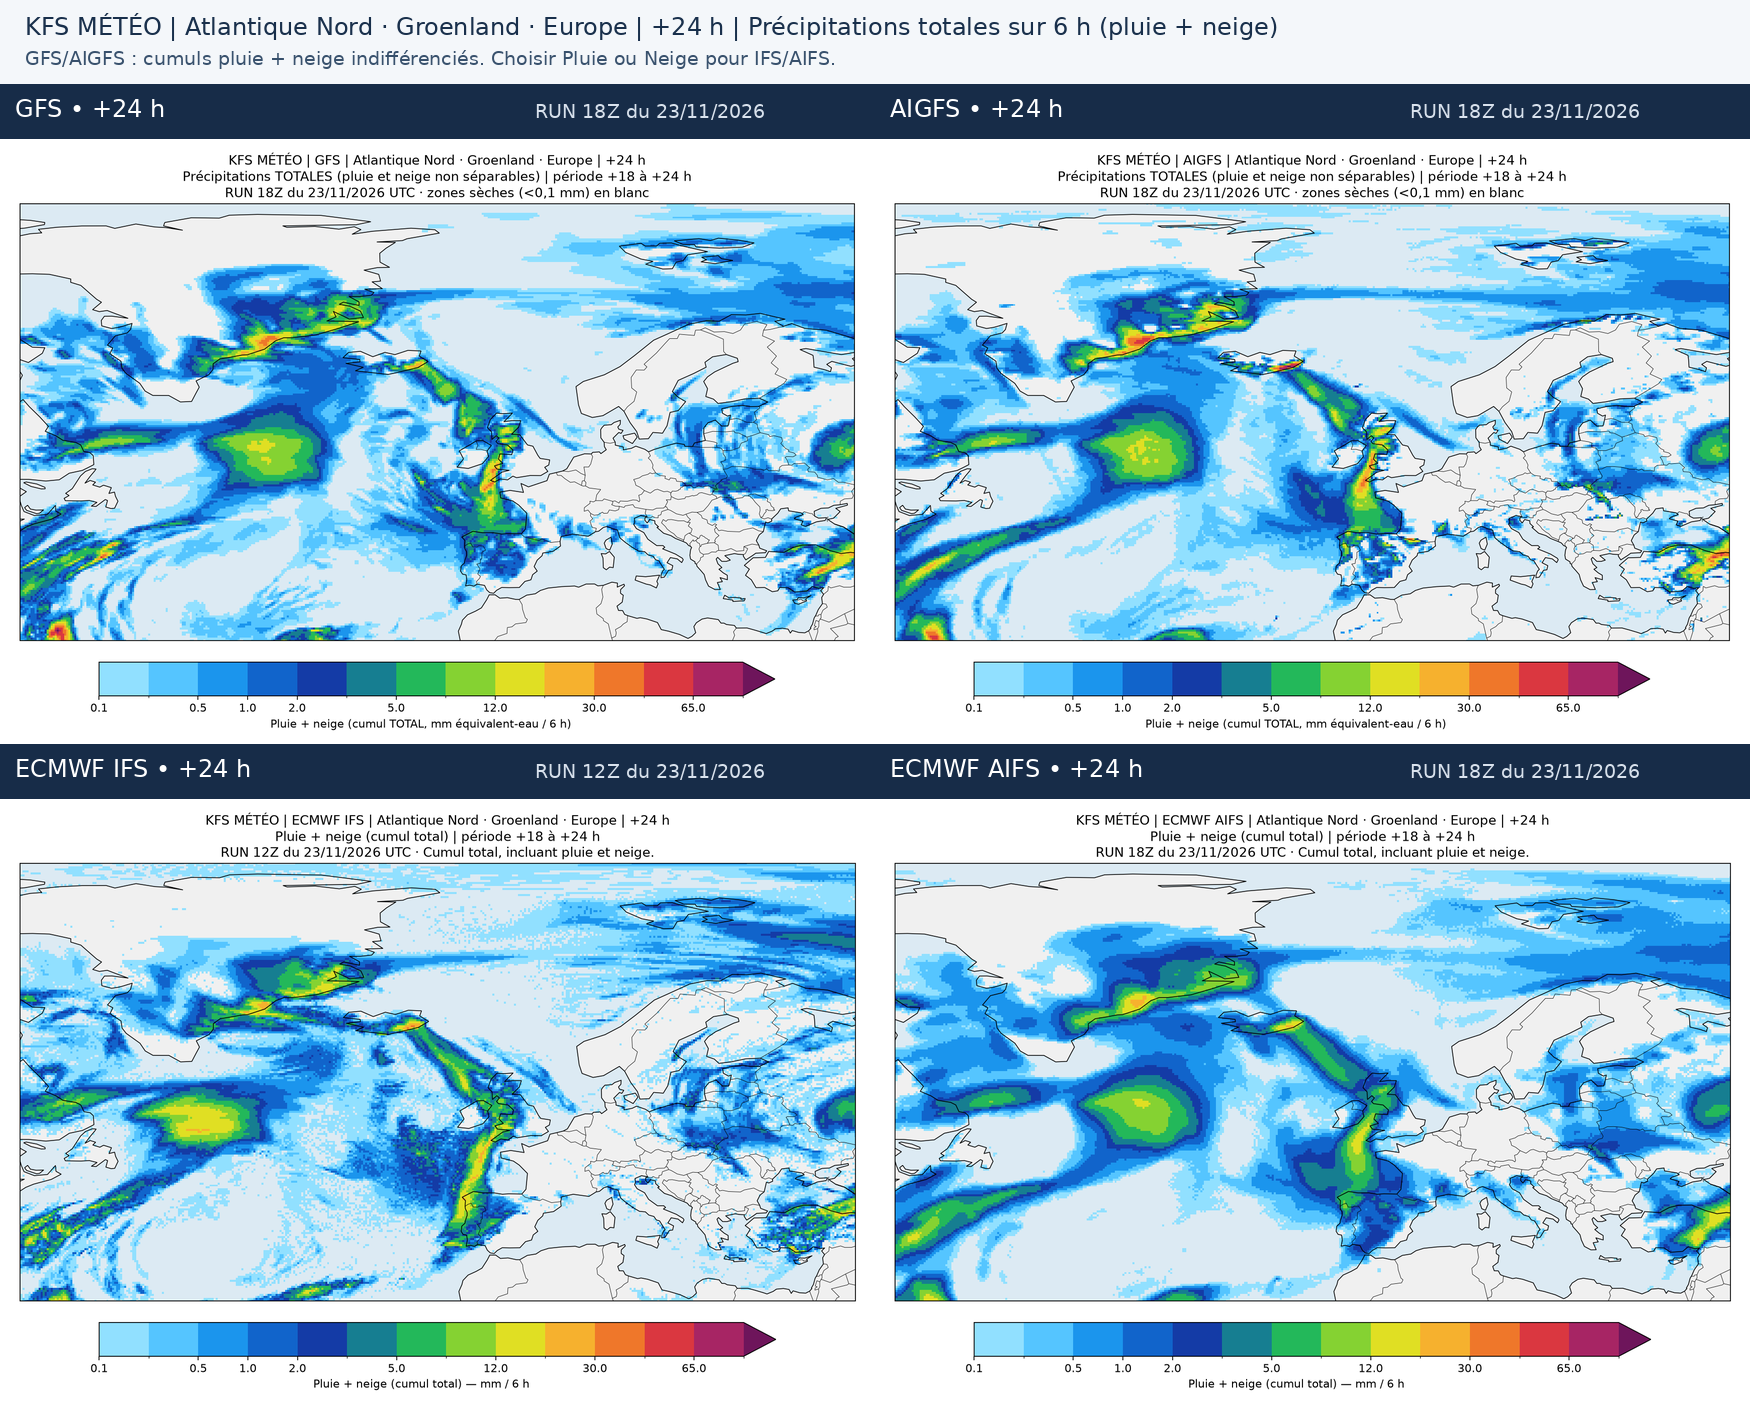 KFS MÉTÉO | Atlantique Nord · Groenland · Europe | +24 h | Précipitations totales sur 6 h (pluie + neige)
GFS/AIGFS : cumuls pluie + neige indifférenciés. Choisir Pluie ou Neige pour IFS/AIFS.
GFS • +24 h
RUN 18Z du 23/11/2026
AIGFS • +24 h
RUN 18Z du 23/11/2026
KFS MÉTÉO | GFS | Atlantique Nord · Groenland · Europe | +24 h
Précipitations TOTALES (pluie et neige non séparables) | période +18 à +24 h
RUN 18Z du 23/11/2026 UTC · zones sèches (<0,1 mm) en blanc
KFS MÉTÉO | AIGFS | Atlantique Nord · Groenland · Europe | +24 h
Précipitations TOTALES (pluie et neige non séparables) | période +18 à +24 h
RUN 18Z du 23/11/2026 UTC · zones sèches (<0,1 mm) en blanc
0.1 0.5 1.0 2.0 5.0 12.0 30.0 65.0
Pluie + neige (cumul TOTAL, mm équivalent-eau / 6 h)
0.1 0.5 1.0 2.0 5.0 12.0 30.0 65.0
Pluie + neige (cumul TOTAL, mm équivalent-eau / 6 h)
ECMWF IFS • +24 h
RUN 12Z du 23/11/2026
ECMWF AIFS • +24 h
RUN 18Z du 23/11/2026
KFS MÉTÉO | ECMWF IFS | Atlantique Nord · Groenland · Europe | +24 h
Pluie + neige (cumul total) | période +18 à +24 h
RUN 12Z du 23/11/2026 UTC · Cumul total, incluant pluie et neige.
KFS MÉTÉO | ECMWF AIFS | Atlantique Nord · Groenland · Europe | +24 h
Pluie + neige (cumul total) | période +18 à +24 h
RUN 18Z du 23/11/2026 UTC · Cumul total, incluant pluie et neige.
0.1 0.5 1.0 2.0 5.0 12.0 30.0 65.0
Pluie + neige (cumul total) — mm / 6 h
0.1 0.5 1.0 2.0 5.0 12.0 30.0 65.0
Pluie + neige (cumul total) — mm / 6 h